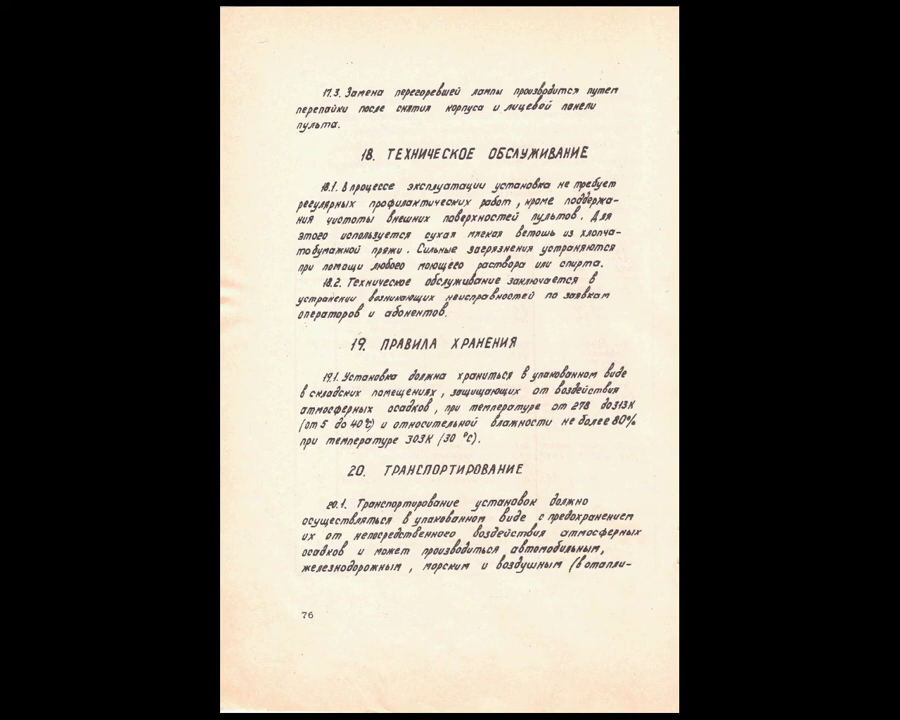 17.3. Замена перегоревшей лампы производится путем
перепайки после снятия корпуса и лицевой панели
пульта.
18. ТЕХНИЧЕСКОЕ ОБСЛУЖИВАНИЕ
18.1. В процессе эксплуатации установка не требует
регулярных профилактических работ, кроме поддержа-
ния чистоты внешних поверхностей пультов. Для
этого используется сухая мягкая ветошь из хлопча-
тобумажной пряжи. Сильные загрязнения устраняются
при помощи любого моющего раствора или спирта.
18.2. Техническое обслуживание заключается в
устранении возникающих неисправностей по заявкам
операторов и абонентов.
19. ПРАВИЛА ХРАНЕНИЯ
19.1. Установка должна храниться в упакованном виде
в складских помещениях, защищающих от воздействия
атмосферных осадков, при температуре от 278 до 313К
(от 5 до 40°С) и относительной влажности не более 80%
при температуре 303К (30 °С).
20. ТРАНСПОРТИРОВАНИЕ
20.1. Транспортирование установок должно
осуществляться в упакованном виде с предохранением
их от непосредственного воздействия атмосферных
осадков и может производиться автомобильным,
железнодорожным, морским и воздушным (в отапли-
76